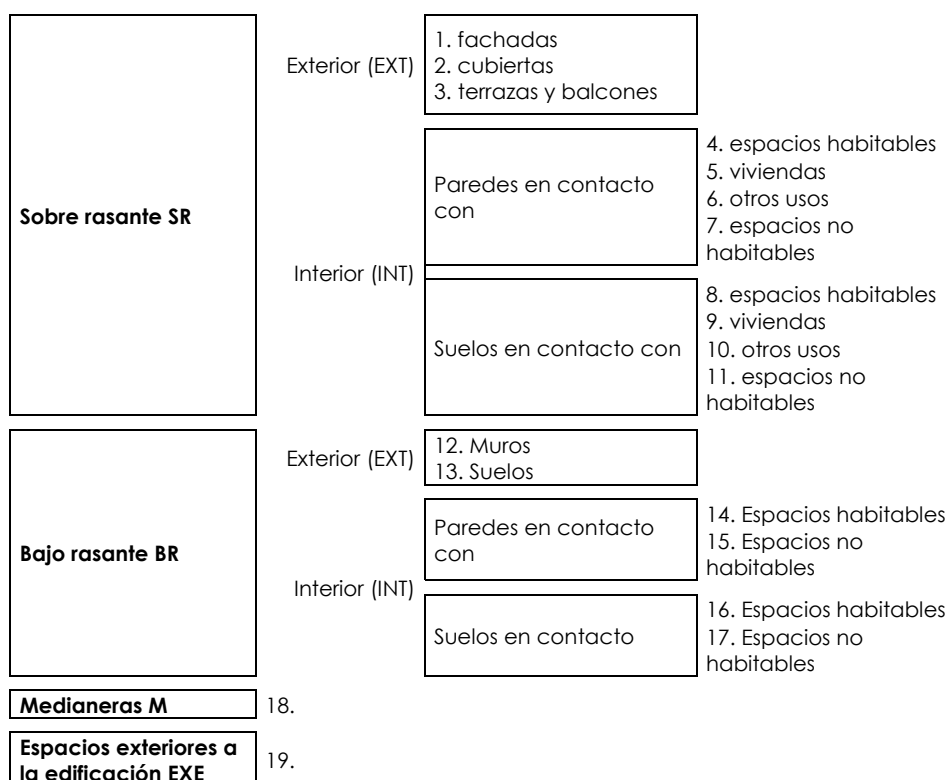 Sobre rasante SR
Exterior (EXT)
1. fachadas
2. cubiertas
3. terrazas y balcones
Interior (INT)
Paredes en contacto
con
4. espacios habitables
5. viviendas
6. otros usos
7. espacios no
habitables
Suelos en contacto con
8. espacios habitables
9. viviendas
10. otros usos
11. espacios no
habitables
Bajo rasante BR
Exterior (EXT)
12. Muros
13. Suelos
Interior (INT)
Paredes en contacto
con
14. Espacios habitables
15. Espacios no
habitables
Suelos en contacto
16. Espacios habitables
17. Espacios no
habitables
Medianeras M
18.
Espacios exteriores a
la edificación EXE
19.